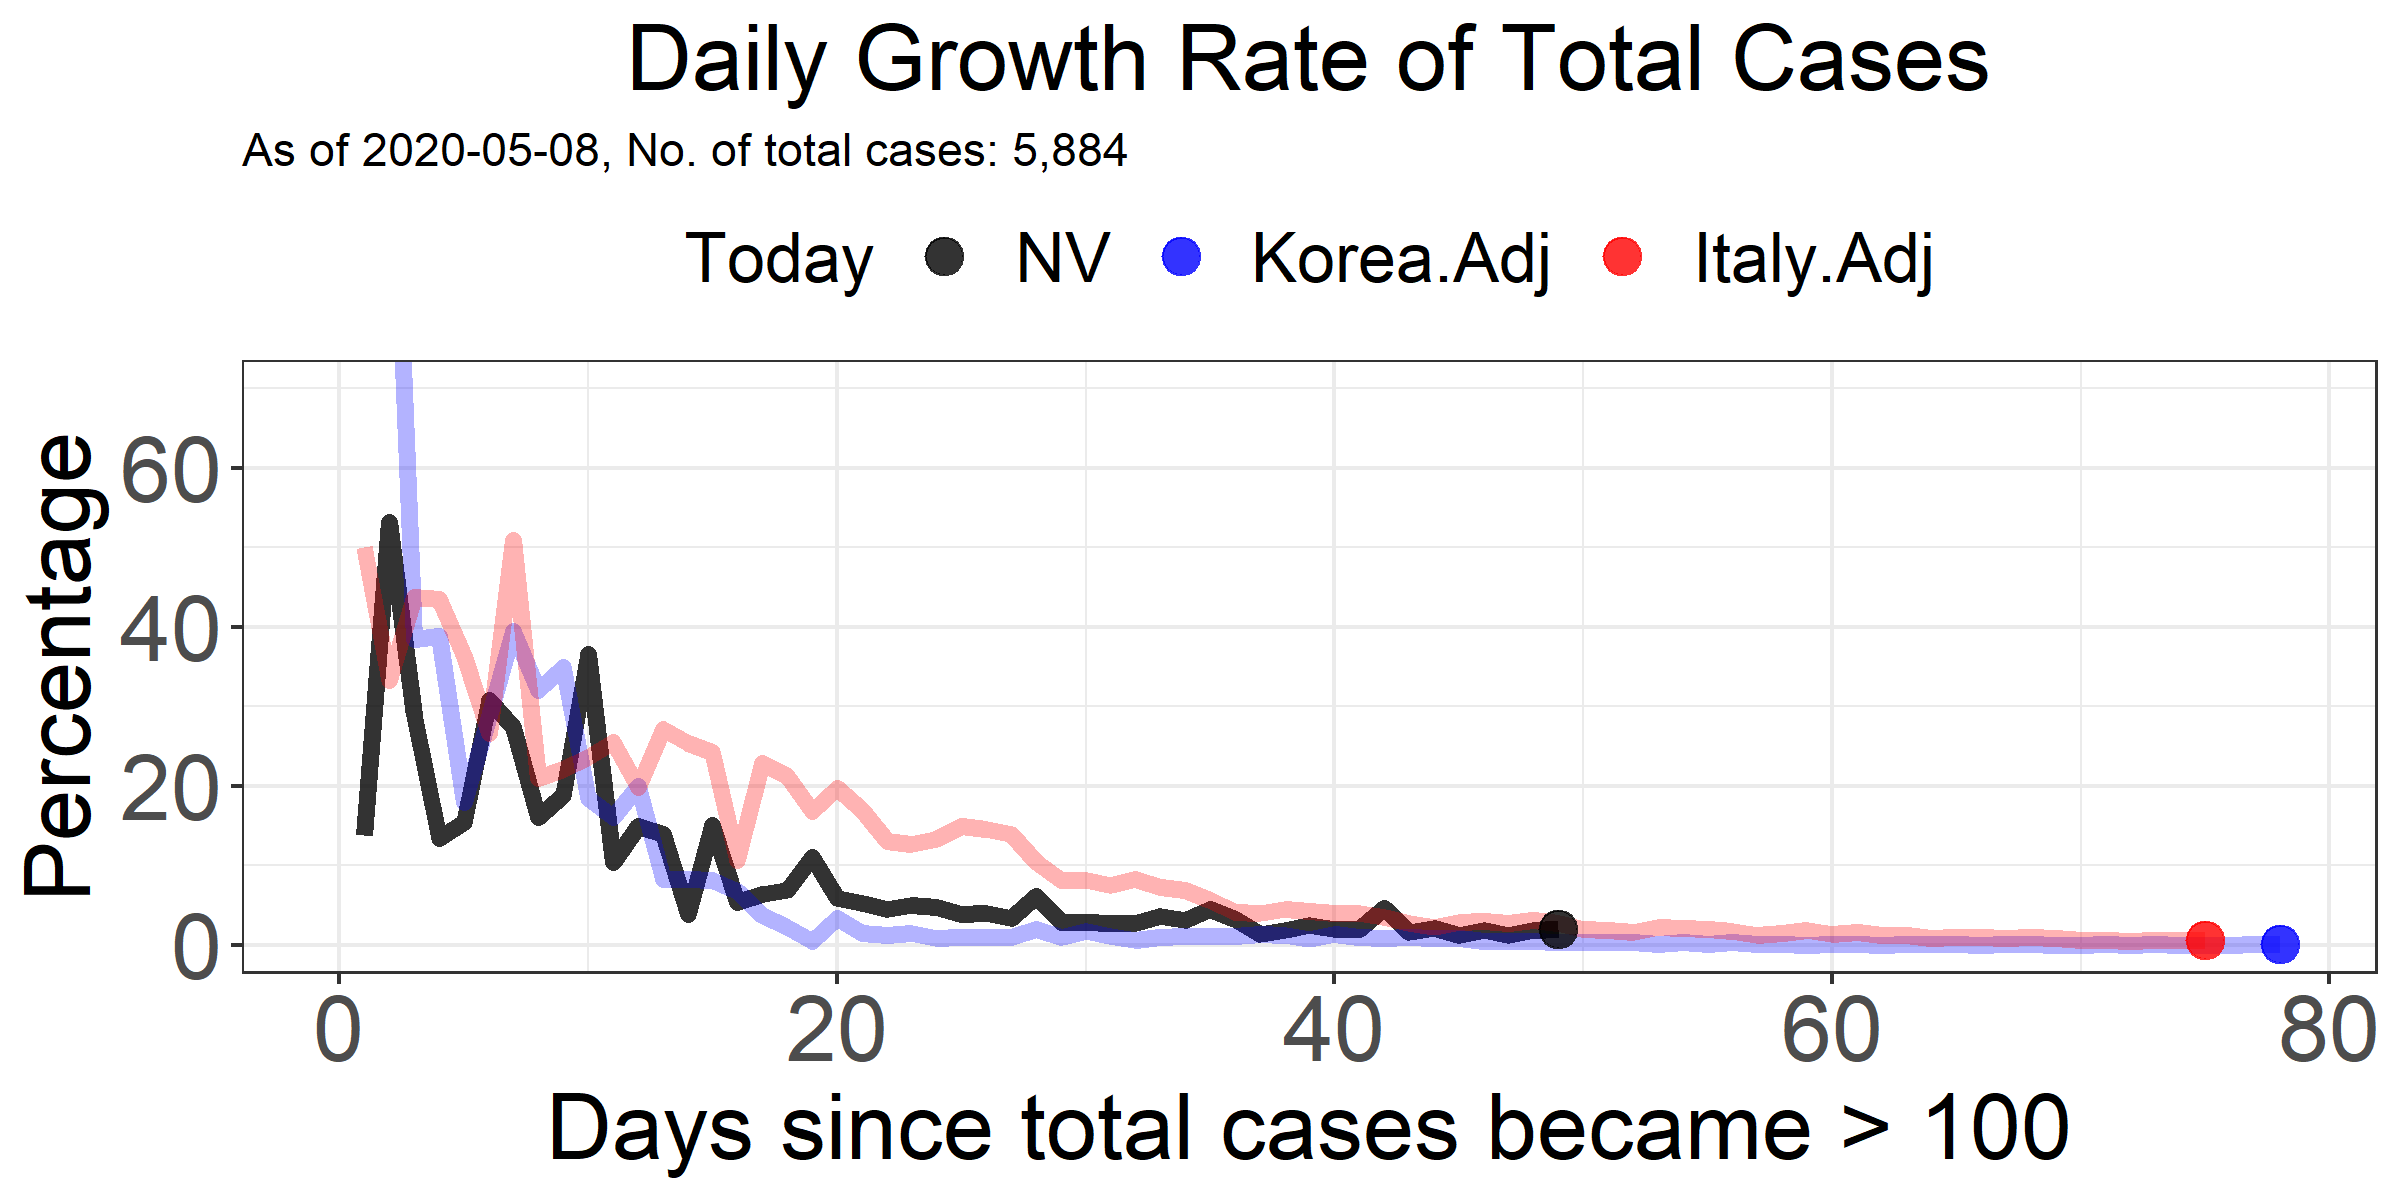 Daily Growth Rate of Total Cases
As of 2020-05-08, No. of total cases: 5,884
Today NV Korea.Adj Italy.Adj
Percentage
60
40
20
0
0 20 40 60 80
Days since total cases became > 100